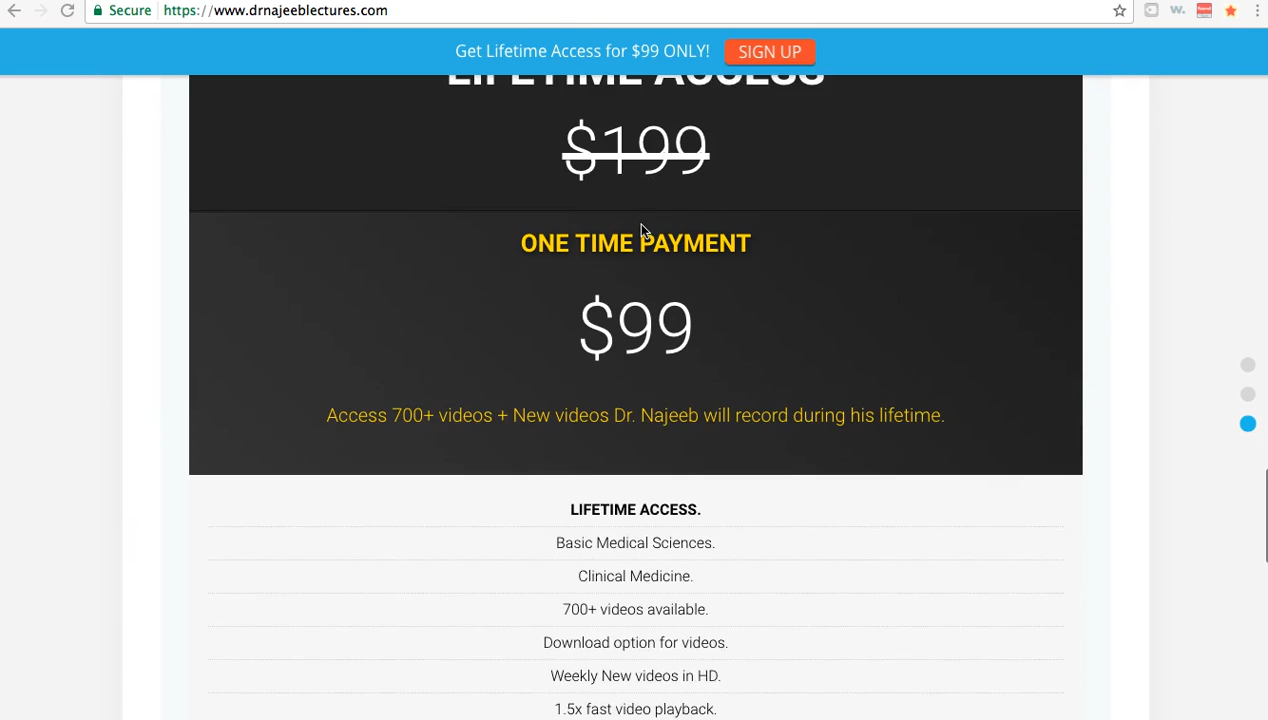 Secure https://www.drnajeeblectures.com
Get Lifetime Access for $99 ONLY! SIGN UP
LIFETIME ACCESS
$199
ONE TIME PAYMENT
$99
Access 700+ videos + New videos Dr. Najeeb will record during his lifetime.
LIFETIME ACCESS.
Basic Medical Sciences.
Clinical Medicine.
700+ videos available.
Download option for videos.
Weekly New videos in HD.
1.5x fast video playback.